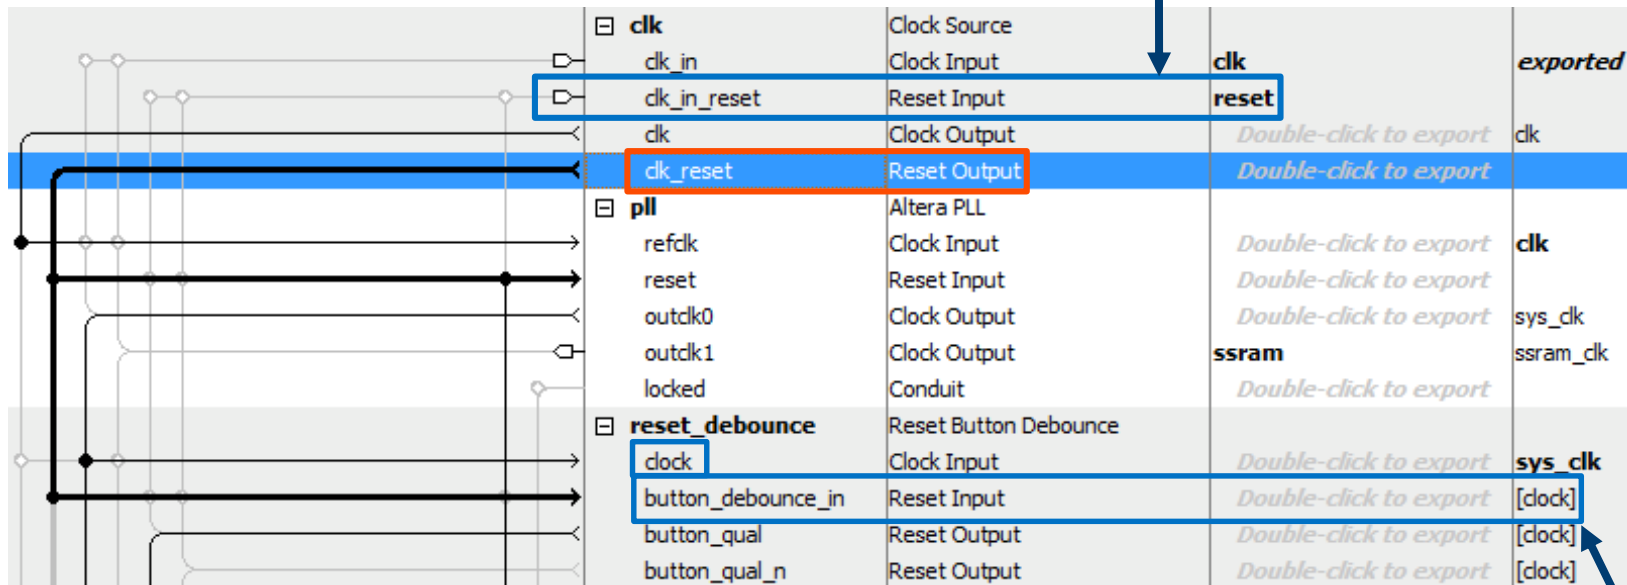 clk Clock Source
clk_in Clock Input clk exported
clk_in_reset Reset Input reset
clk Clock Output Double-click to export clk
clk_reset Reset Output Double-click to export
pll Altera PLL
refclk Clock Input Double-click to export clk
reset Reset Input Double-click to export
outclk0 Clock Output Double-click to export sys_clk
outclk1 Clock Output ssram ssram_clk
locked Conduit Double-click to export
reset_debounce Reset Button Debounce
clock Clock Input Double-click to export sys_clk
button_debounce_in Reset Input Double-click to export [clock]
button_qual Reset Output Double-click to export [clock]
button_qual_n Reset Output Double-click to export [clock]